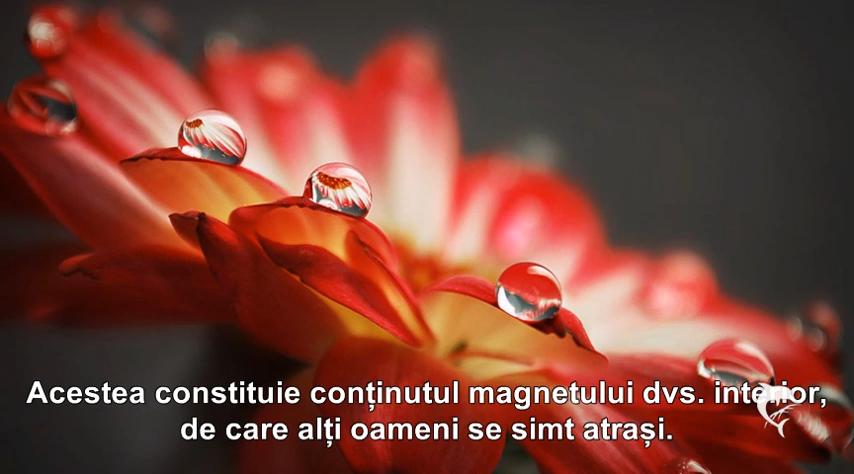 Acestea constituie conținutul magnetului dvs. interior,
de care alți oameni se simt atrași.